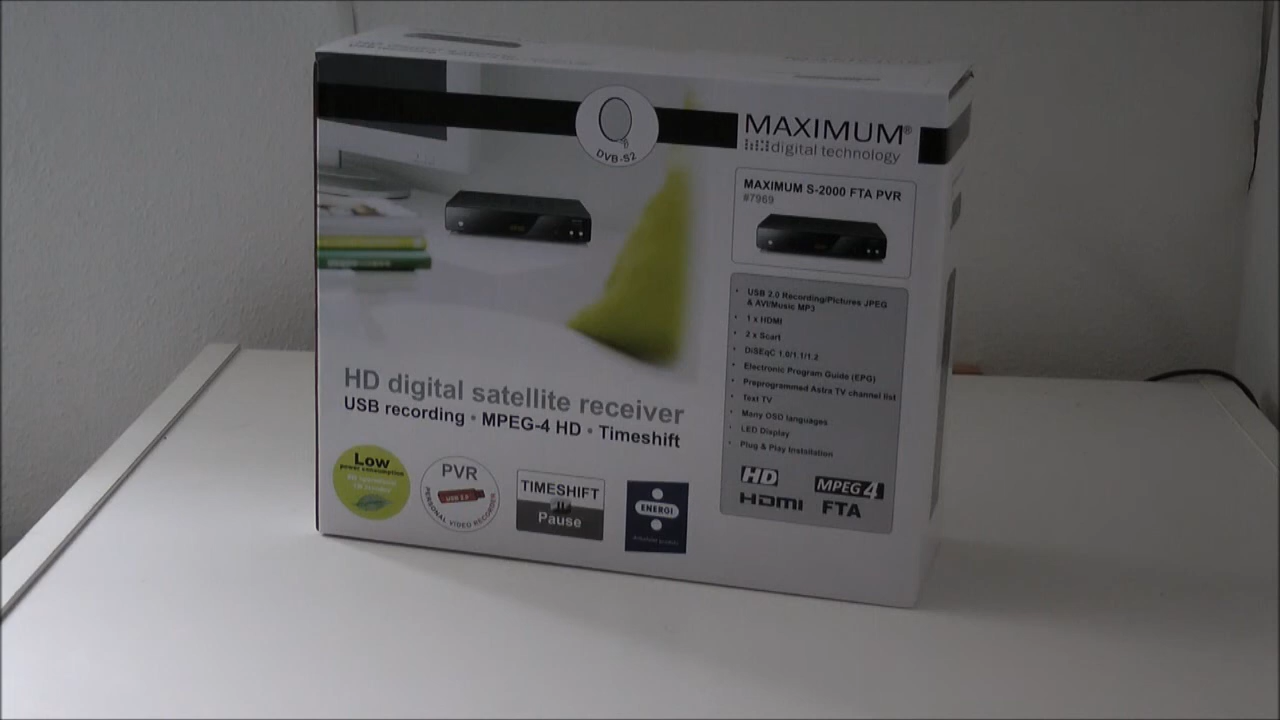 DVB-S2
MAXIMUM®
digital technology
MAXIMUM S-2000 FTA PVR
#7969
• USB 2.0 Recording/Pictures JPEG
& AVI/Music MP3
• 1 x HDMI
• 2 x Scart
• DiSEqC 1.0/1.1/1.2
• Electronic Program Guide (EPG)
• Preprogrammed Astra TV channel list
• Text TV
• Many OSD languages
• LED Display
• Plug & Play Installation
HD
MPEG4
HDMI
FTA
HD digital satellite receiver
USB recording • MPEG-4 HD • Timeshift
Low
power consumption
PVR
USB 2.0
PERSONAL VIDEO RECORDER
TIMESHIFT
Pause
ENERGI